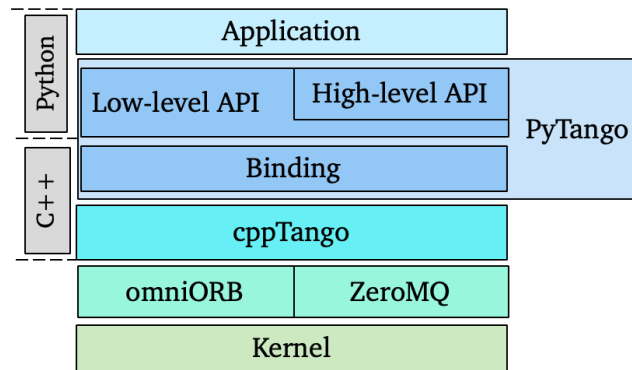 Application
Python
Low-level API
High-level API
PyTango
Binding
C++
cppTango
omniORB
ZeroMQ
Kernel